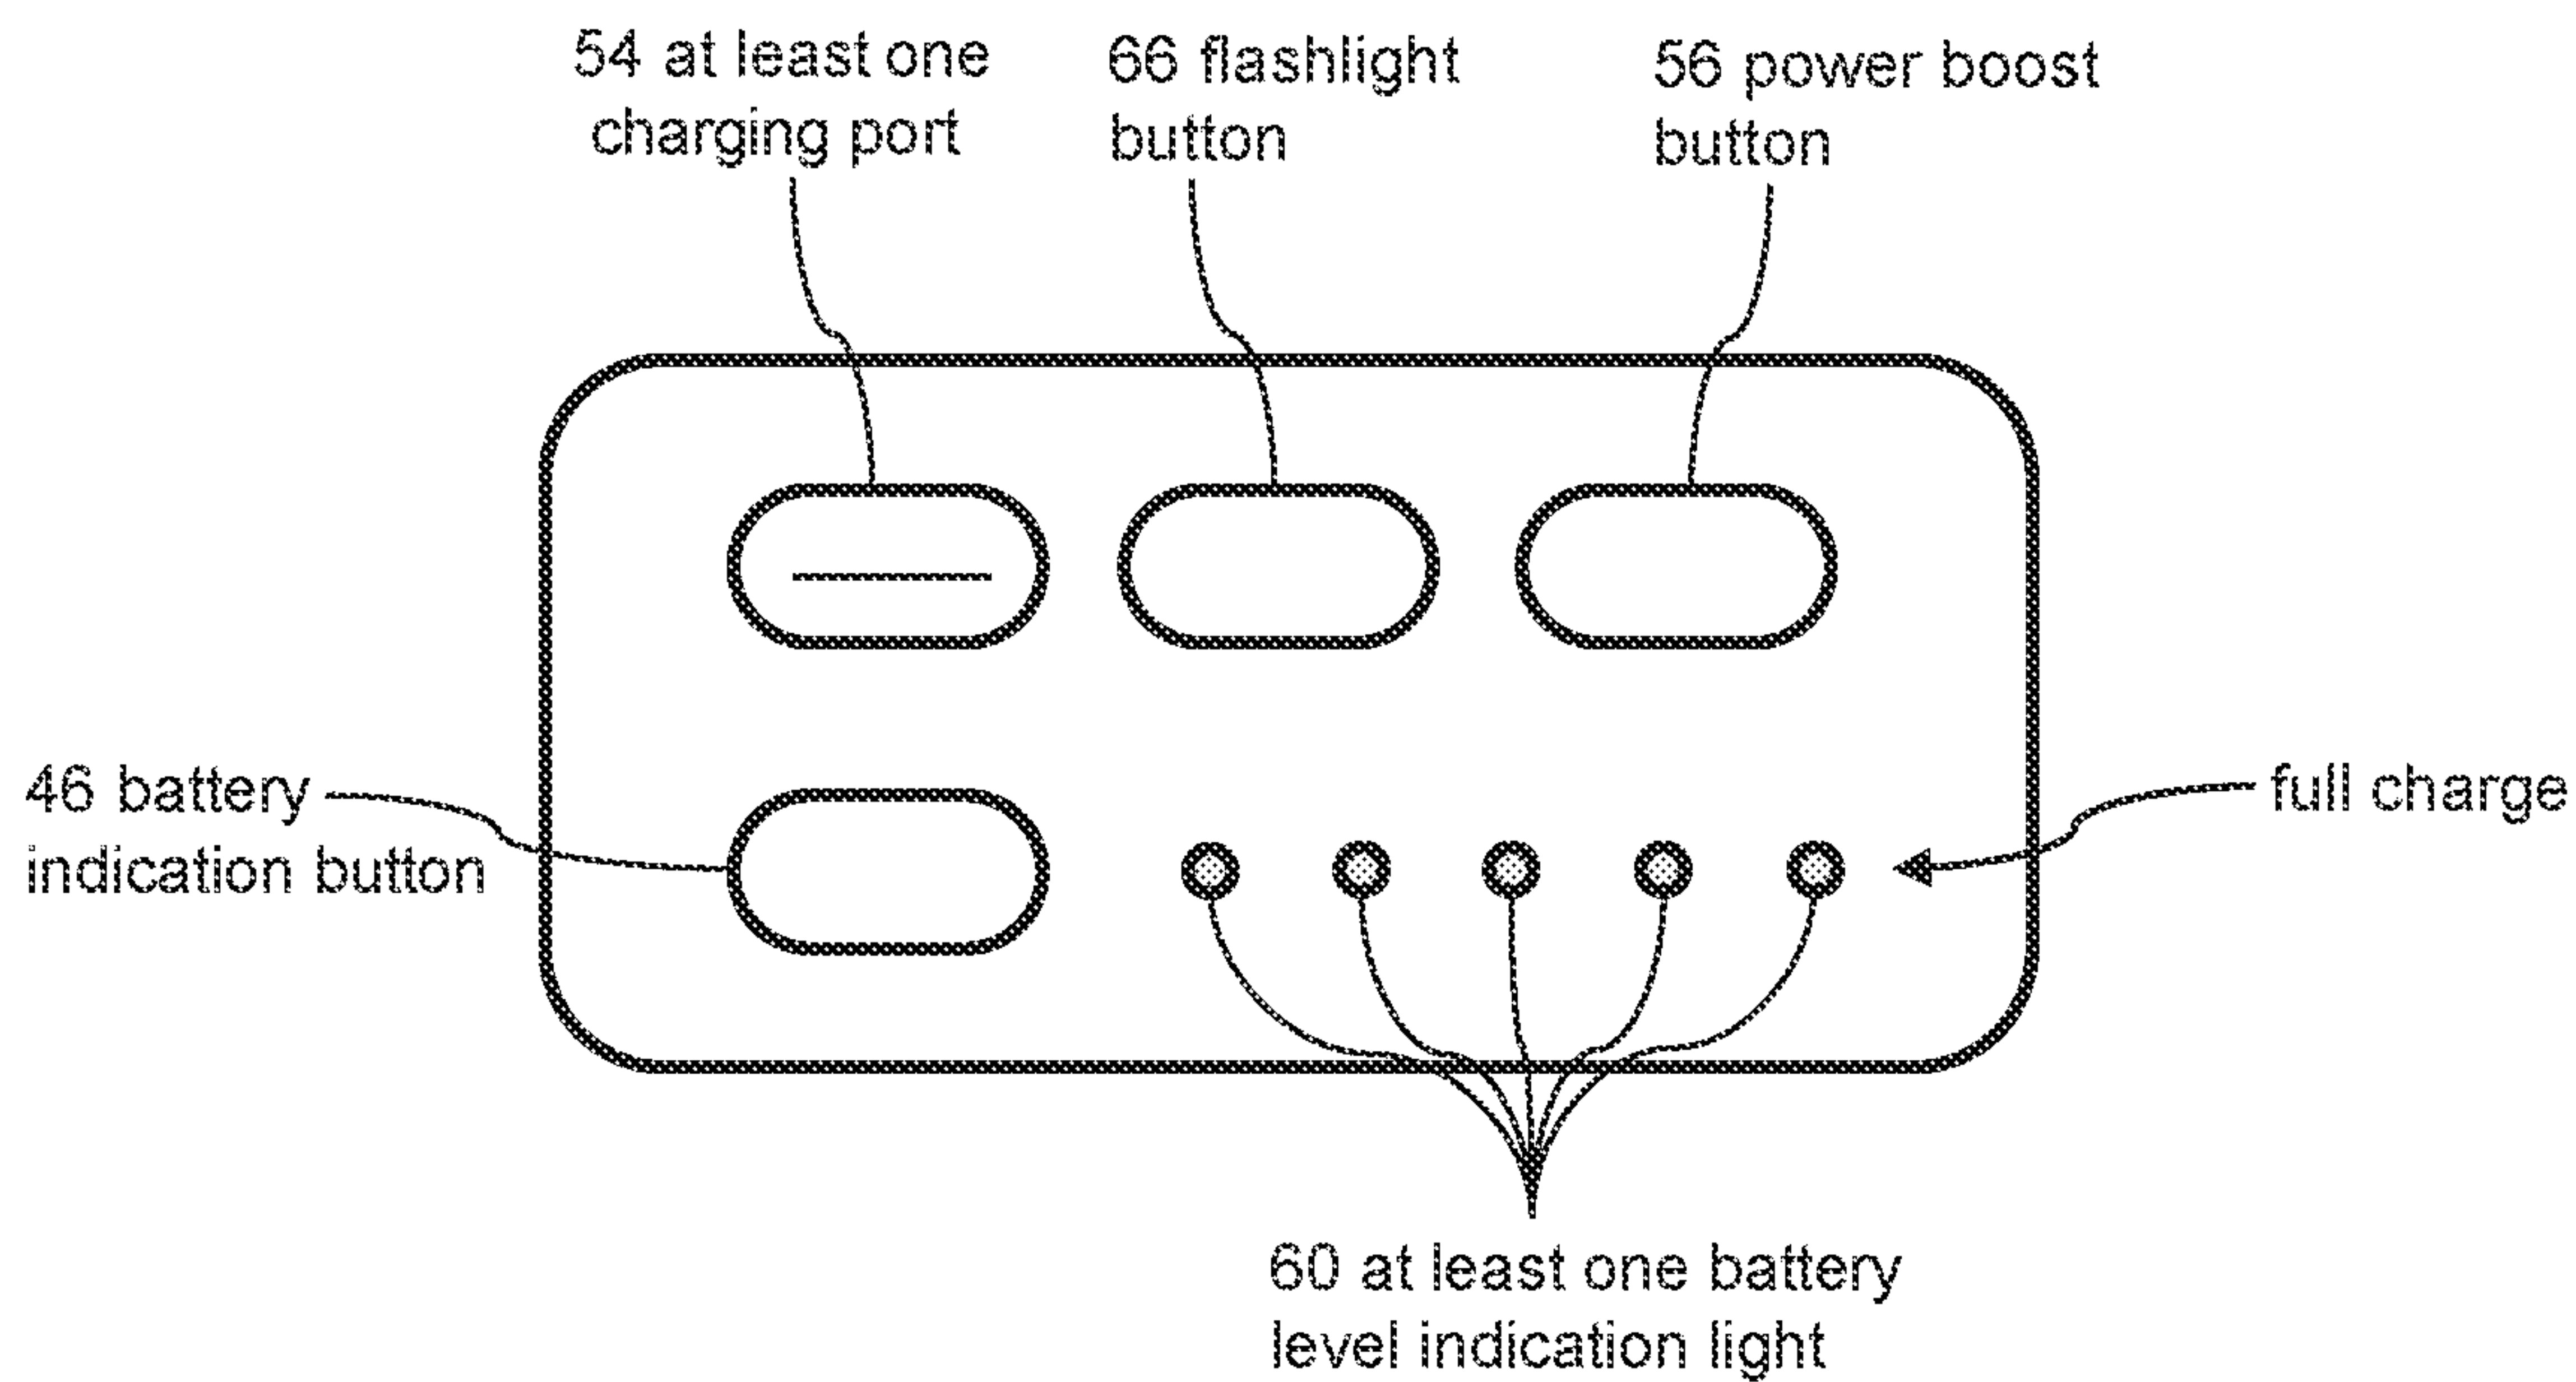 54 at least one
charging port
66 flashlight
button
56 power boost
button
46 battery
indication button
full charge
60 at least one battery
level indication light